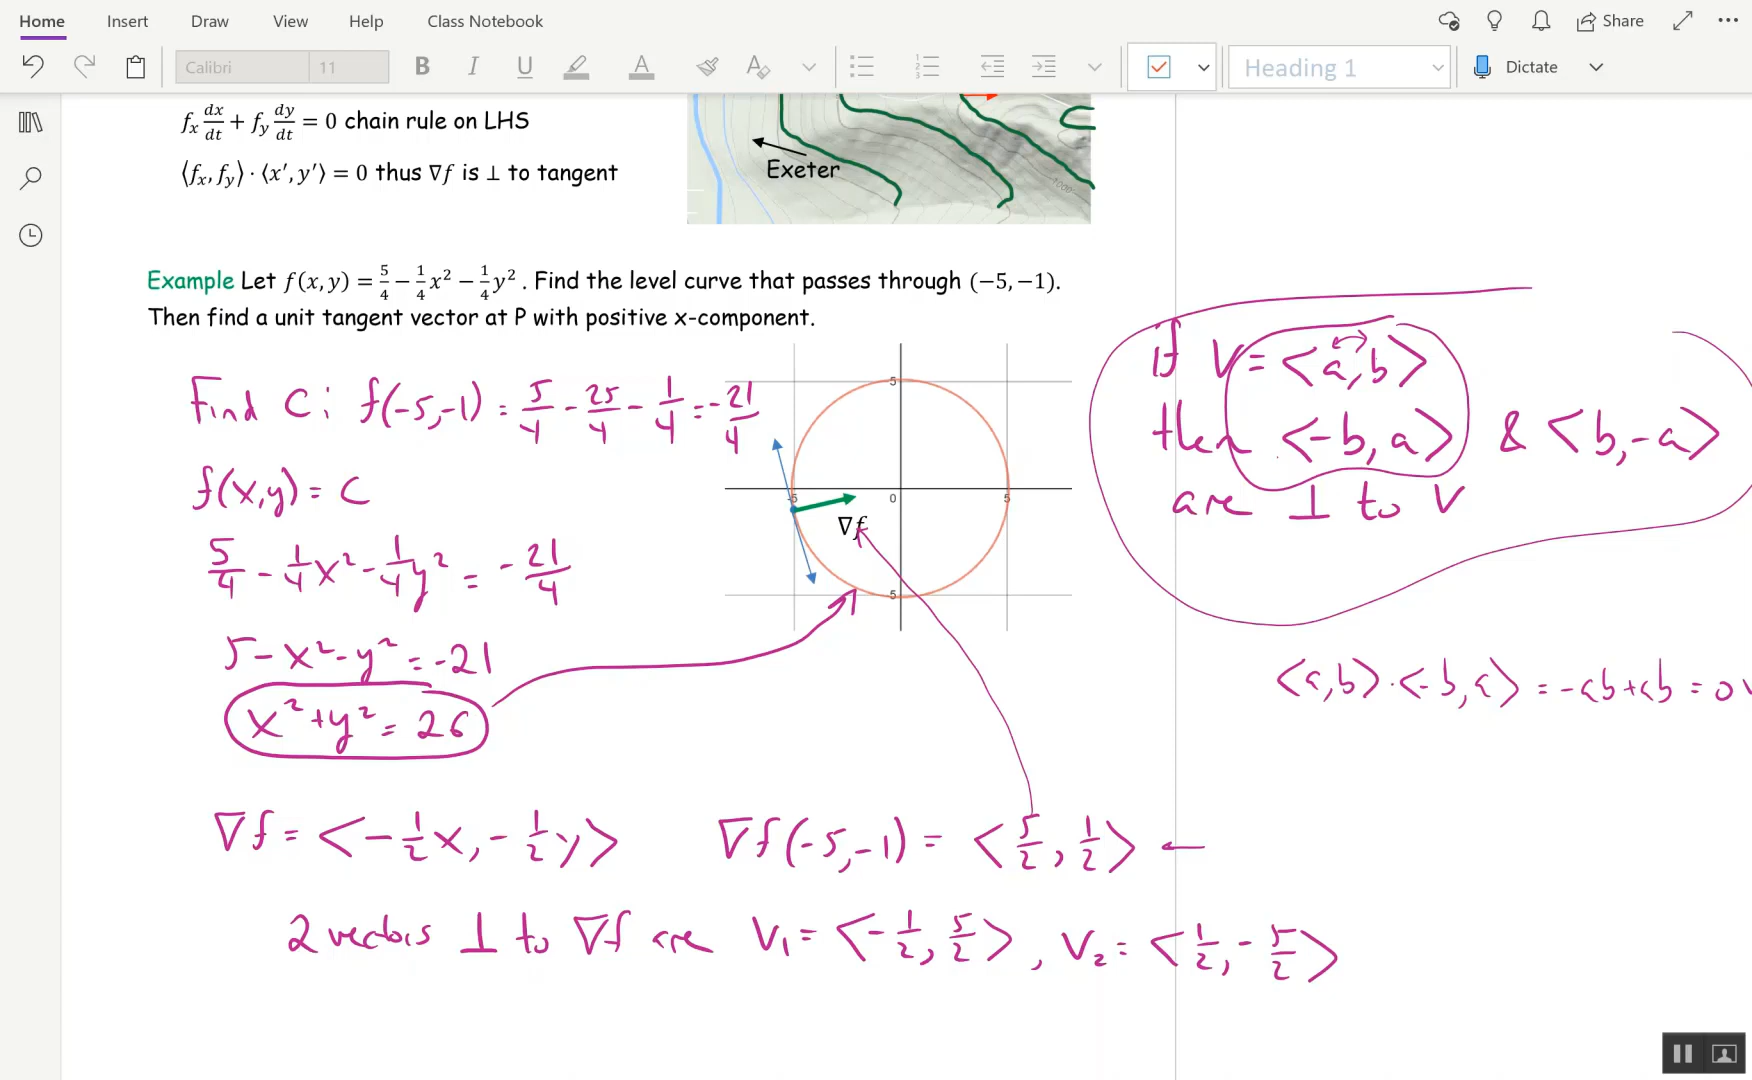 Home Insert Draw View Help Class Notebook Share
Calibri 11 B I U A A Heading 1 Dictate
f_x dx/dt + f_y dy/dt = 0 chain rule on LHS
⟨f_x, f_y⟩ · ⟨x′, y′⟩ = 0 thus ∇f is ⊥ to tangent
Exeter
1000
Example Let f(x, y) = 5/4 − 1/4 x² − 1/4 y² . Find the level curve that passes through (−5, −1).
Then find a unit tangent vector at P with positive x-component.
Find C: f(-5,-1) = 5/4 - 25/4 - 1/4 = -21/4
f(x,y) = C
5/4 - 1/4 x² - 1/4 y² = -21/4
5 - x² - y² = -21
x² + y² = 26
5
-5 0 5
∇f
5
If V = <a,b>
then <-b, a> & <b,-a>
are ⊥ to V
<a,b> · <-b,a> = -ab+ab = 0
∇f = <-1/2 x, -1/2 y> ∇f(-5,-1) = <5/2, 1/2> ←
2 vectors ⊥ to ∇f are V₁ = <-1/2, 5/2>, V₂ = <1/2, -5/2>